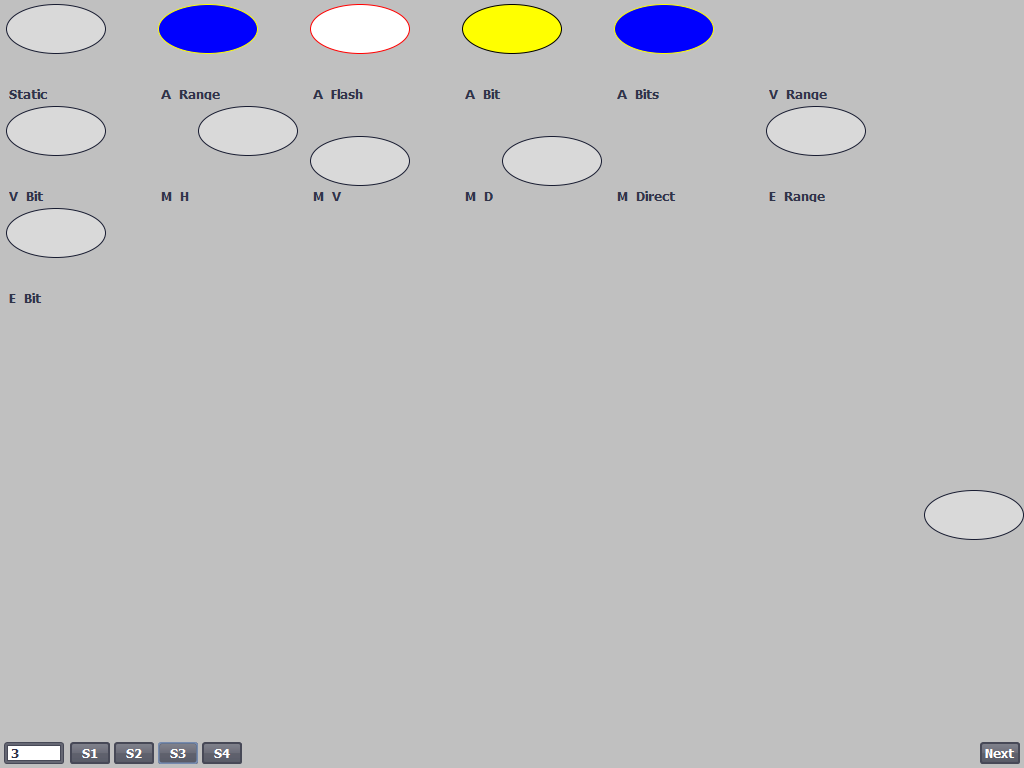 Static A Range A Flash A Bit A Bits V Range
V Bit M H M V M D M Direct E Range
E Bit
3 S1 S2 S3 S4 Next